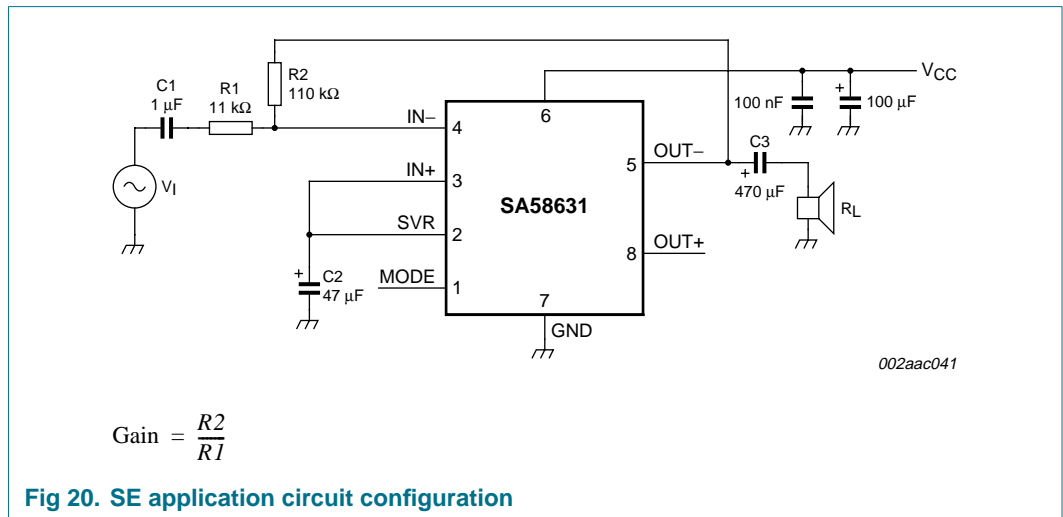 C1
1 μF
R1
11 kΩ
R2
110 kΩ
VCC
100 nF
+
100 μF
IN−
4
6
IN+
3
5
OUT−
C3
+
470 μF
VI
SA58631
RL
SVR
2
8
OUT+
+
C2
47 μF
MODE
1
7
GND
002aac041
Gain = R2
R1
Fig 20. SE application circuit configuration